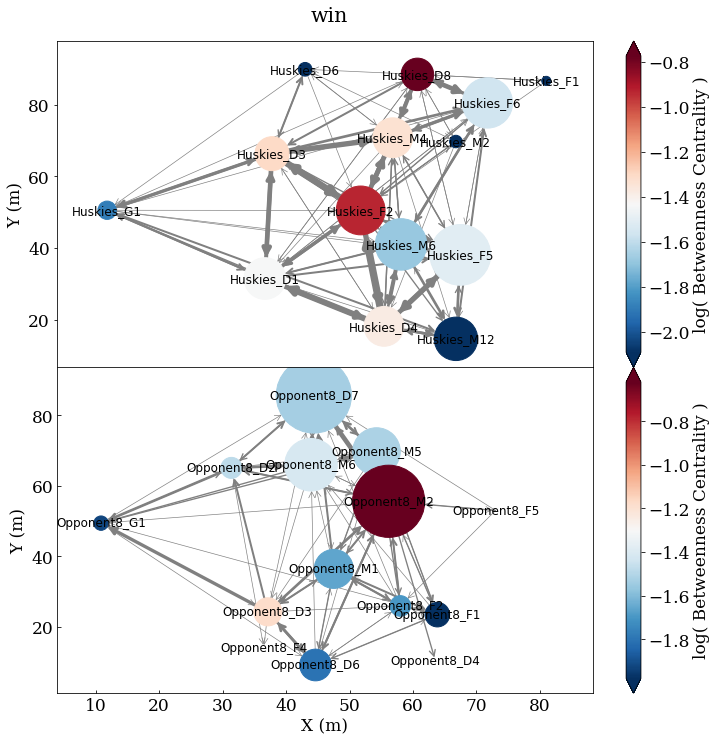 win
Huskies_D6
Huskies_D8
Huskies_F1
Huskies_F6
Huskies_M4
Huskies_M2
Huskies_D3
Huskies_G1
Huskies_F2
Huskies_M6
Huskies_F5
Huskies_D1
Huskies_D4
Huskies_M12
80
60
40
20
Y (m)
−0.8
−1.0
−1.2
−1.4
−1.6
−1.8
−2.0
log( Betweenness Centrality )
Opponent8_D7
Opponent8_M5
Opponent8_D2
Opponent8_M6
Opponent8_M2
Opponent8_F5
Opponent8_G1
Opponent8_M1
Opponent8_D3
Opponent8_F2
Opponent8_F1
Opponent8_F4
Opponent8_D6
Opponent8_D4
80
60
40
20
Y (m)
10 20 30 40 50 60 70 80
X (m)
−0.8
−1.0
−1.2
−1.4
−1.6
−1.8
log( Betweenness Centrality )